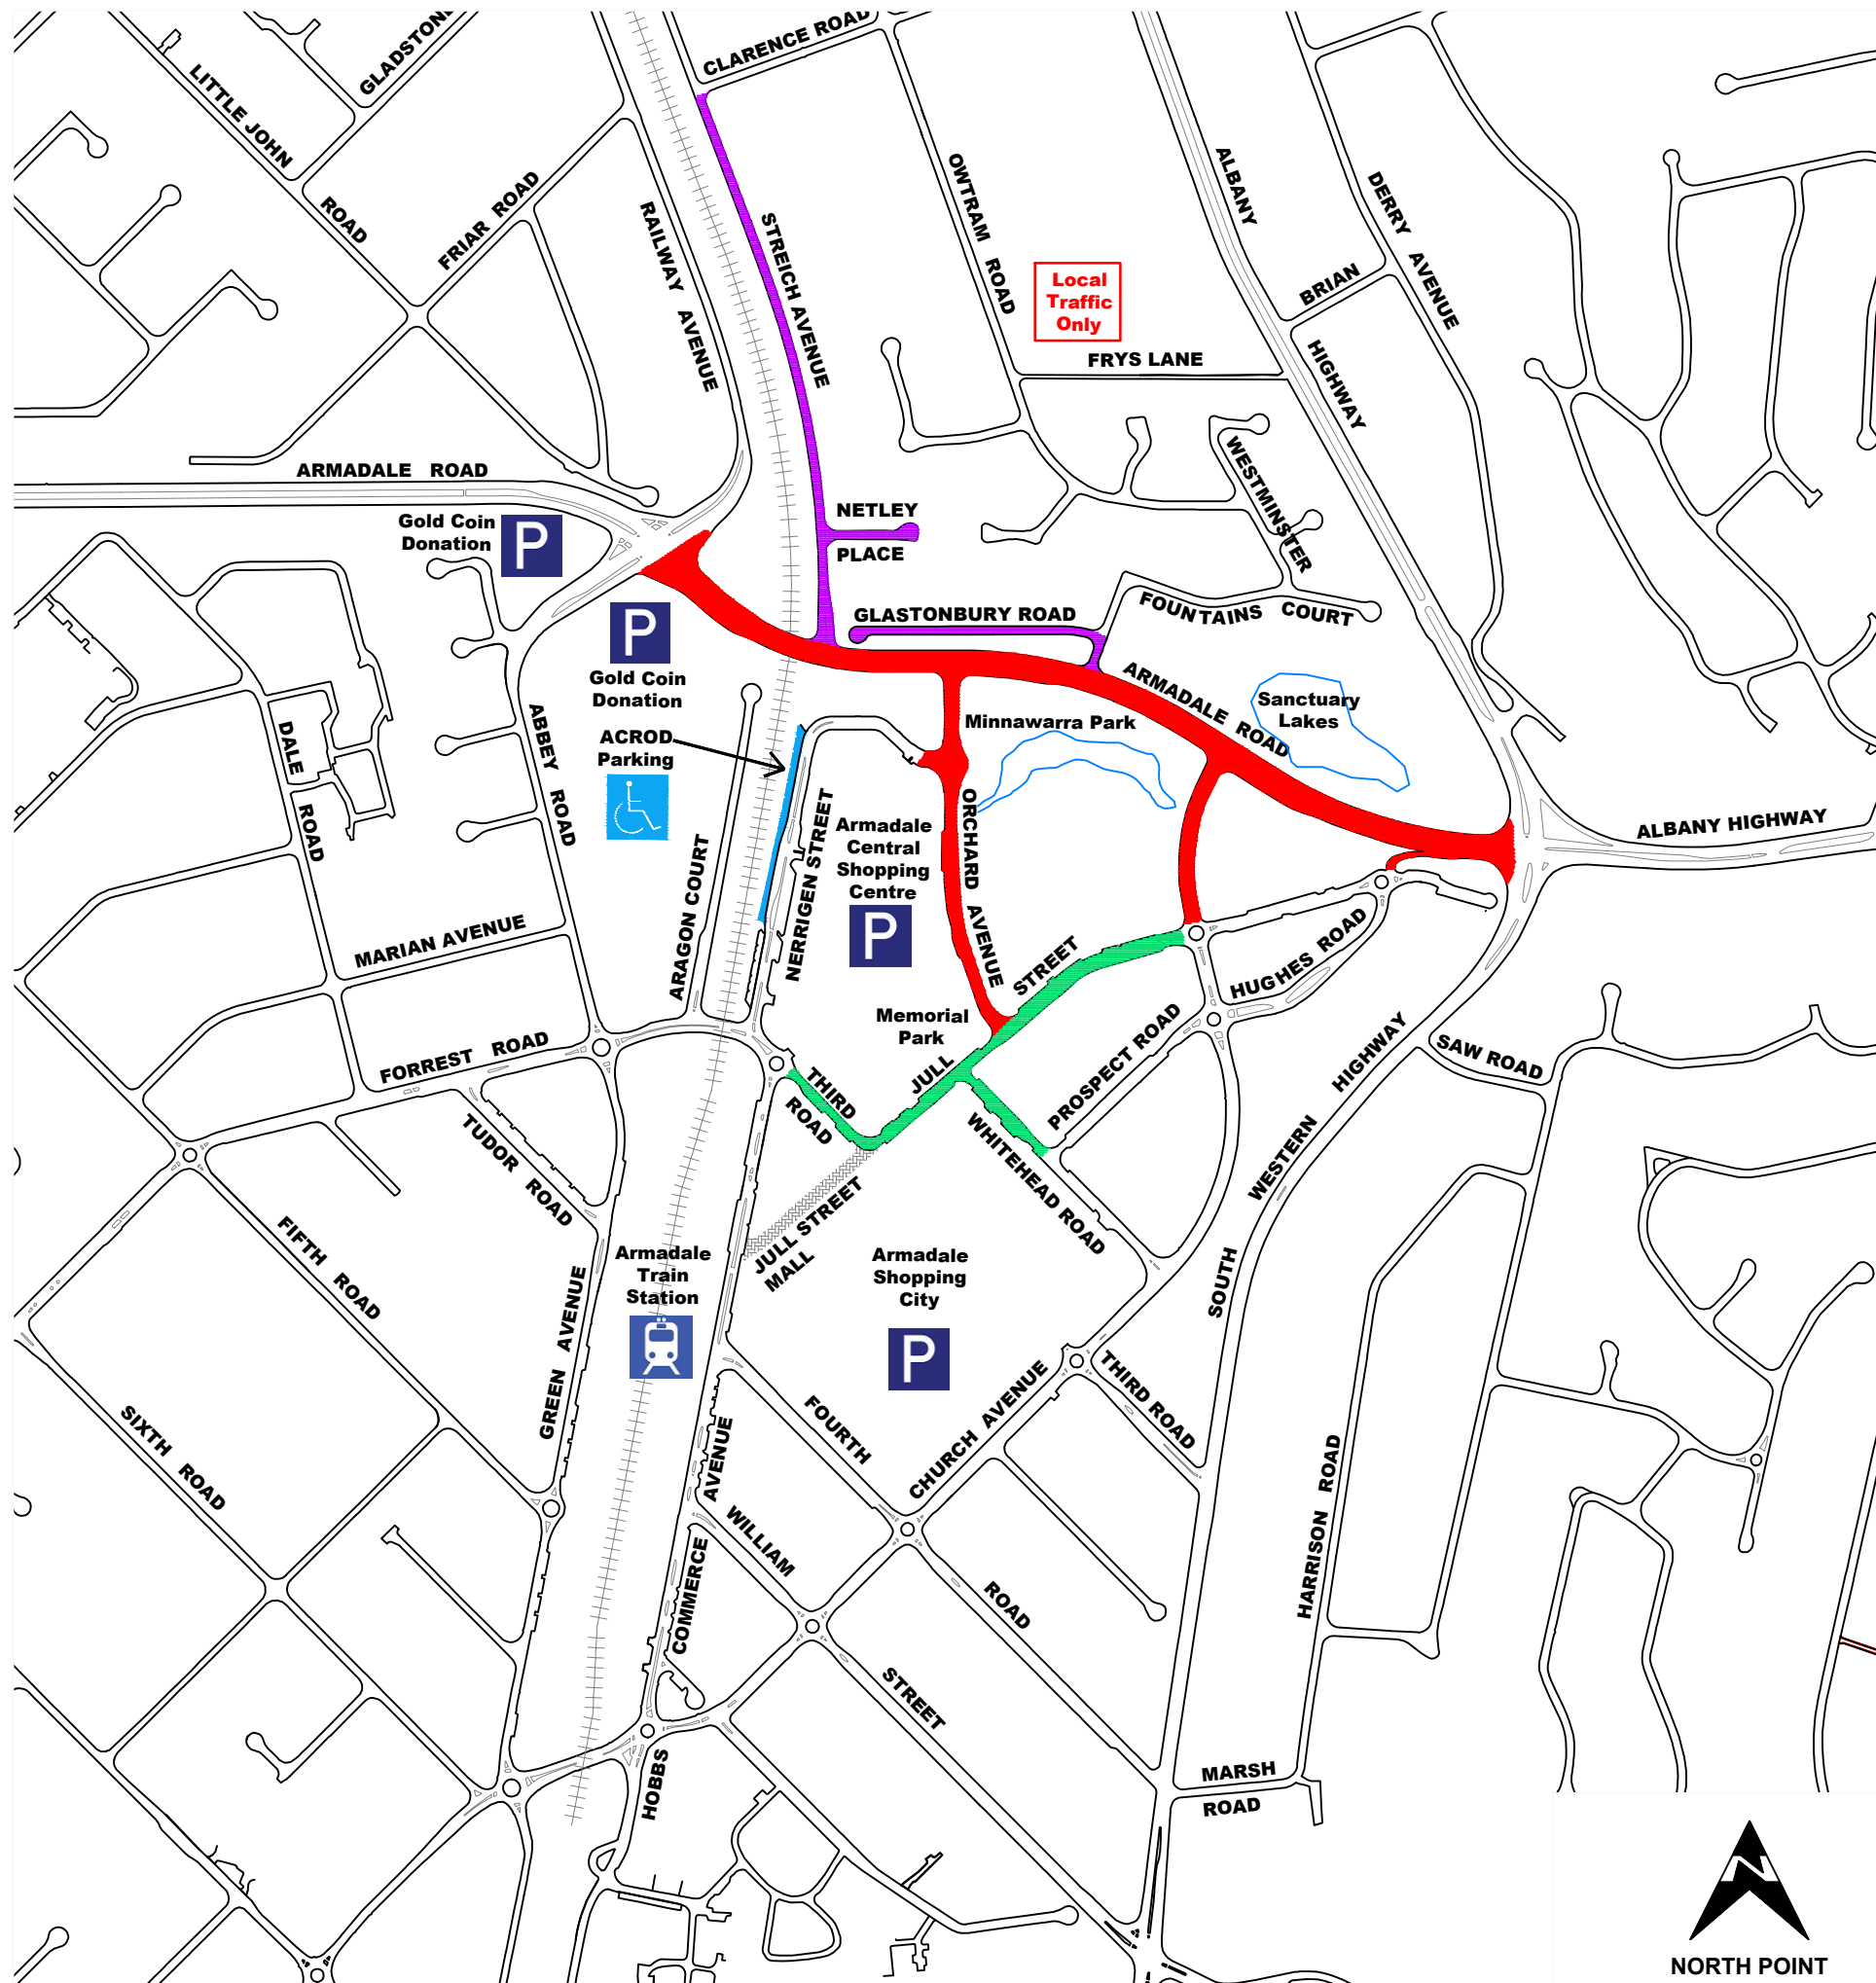 CLARENCE ROAD
LITTLE JOHN
ROAD
FRIAR ROAD
RAILWAY AVENUE
STREICH AVENUE
OWTRAM ROAD
Local
Traffic
Only
FRYS LANE
ALBANY
HIGHWAY
BRIAN
DERRY AVENUE
ARMADALE ROAD
Gold Coin
Donation
P
NETLEY
PLACE
WESTMINSTER
GLASTONBURY ROAD
FOUNTAINS COURT
P
Gold Coin
Donation
ARMADALE ROAD
Sanctuary
Lakes
Minnawarra Park
ACROD
Parking
DALE
ROAD
ABBEY
ROAD
ARAGON COURT
NERRIGEN STREET
Armadale
Central
Shopping
Centre
P
ORCHARD AVENUE
ALBANY HIGHWAY
MARIAN AVENUE
JULL
STREET
HUGHES ROAD
Memorial
Park
PROSPECT ROAD
FORREST ROAD
THIRD
ROAD
WHITEHEAD ROAD
SAW ROAD
SOUTH WESTERN HIGHWAY
TUDOR ROAD
JULL STREET
MALL
FIFTH ROAD
Armadale
Train
Station
Armadale
Shopping
City
P
GREEN AVENUE
SIXTH ROAD
FOURTH
ROAD
CHURCH AVENUE
THIRD ROAD
COMMERCE
AVENUE
WILLIAM
STREET
HARRISON ROAD
HOBBS
MARSH
ROAD
N
NORTH POINT